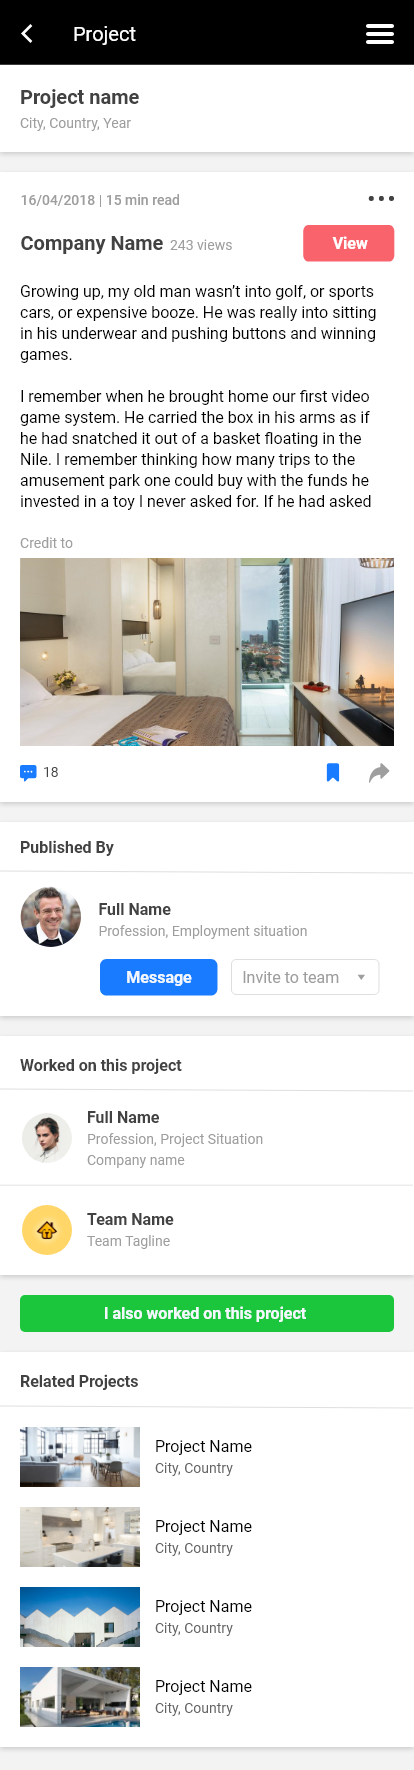 Project
Project name
City, Country, Year
16/04/2018 | 15 min read
Company Name 243 views
View
Growing up, my old man wasn’t into golf, or sports
cars, or expensive booze. He was really into sitting
in his underwear and pushing buttons and winning
games.
I remember when he brought home our first video
game system. He carried the box in his arms as if
he had snatched it out of a basket floating in the
Nile. I remember thinking how many trips to the
amusement park one could buy with the funds he
invested in a toy I never asked for. If he had asked
Credit to
18
Published By
Full Name
Profession, Employment situation
Message
Invite to team
Worked on this project
Full Name
Profession, Project Situation
Company name
Team Name
Team Tagline
I also worked on this project
Related Projects
Project Name
City, Country
Project Name
City, Country
Project Name
City, Country
Project Name
City, Country